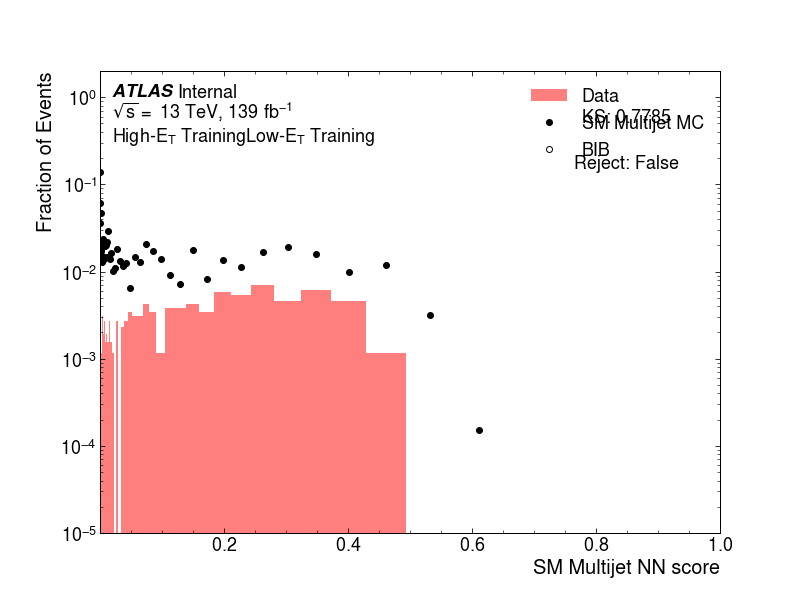 ATLAS Internal
√s = 13 TeV, 139 fb⁻¹
High-E_T TrainingLow-E_T Training
Data
KS: 0.7785
SM Multijet MC
BIB
Reject: False
Fraction of Events
10⁰
10⁻¹
10⁻²
10⁻³
10⁻⁴
10⁻⁵
0.2 0.4 0.6 0.8 1.0
SM Multijet NN score